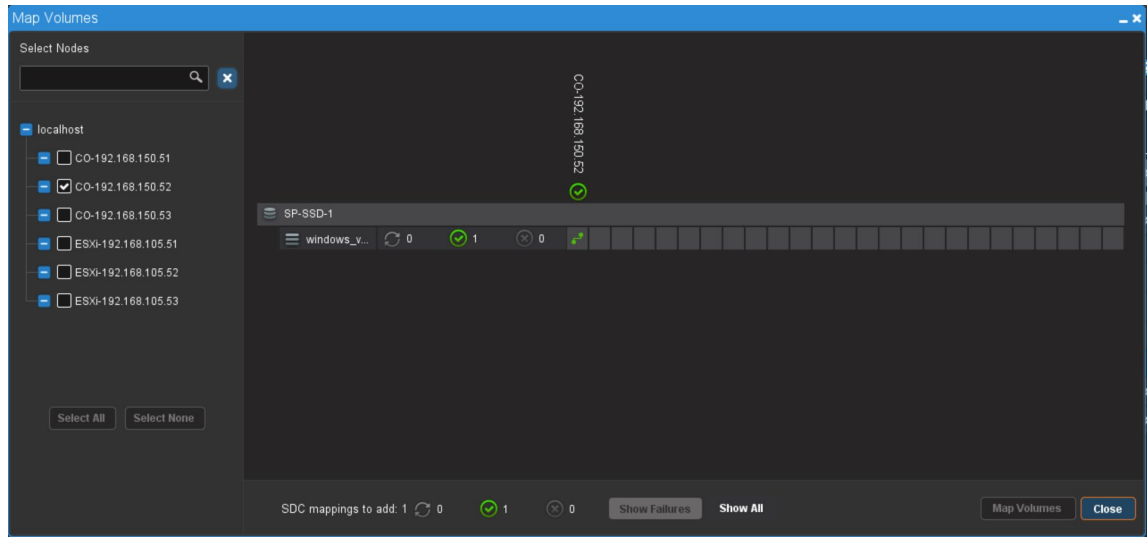 Map Volumes
Select Nodes
localhost
CO-192.168.150.51
CO-192.168.150.52
CO-192.168.150.53
ESXi-192.168.105.51
ESXi-192.168.105.52
ESXi-192.168.105.53
Select All Select None
CO-192.168.150.52
SP-SSD-1
windows_v... 0 1 0
SDC mappings to add: 1 0 1 0 Show Failures Show All Map Volumes Close